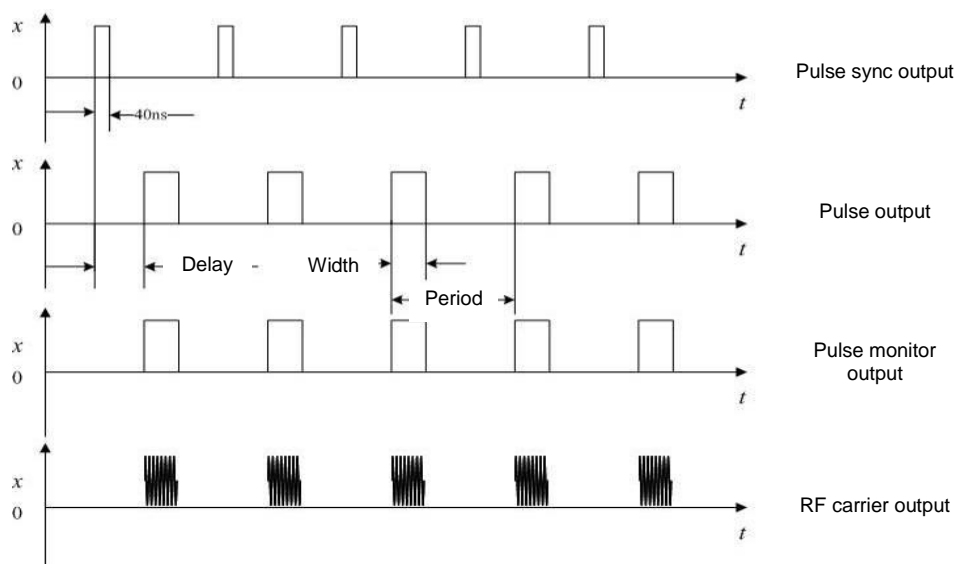 x
0
40ns
t
Pulse sync output
x
0
t
Pulse output
Delay
Width
Period
x
0
t
Pulse monitor
output
x
0
t
RF carrier output